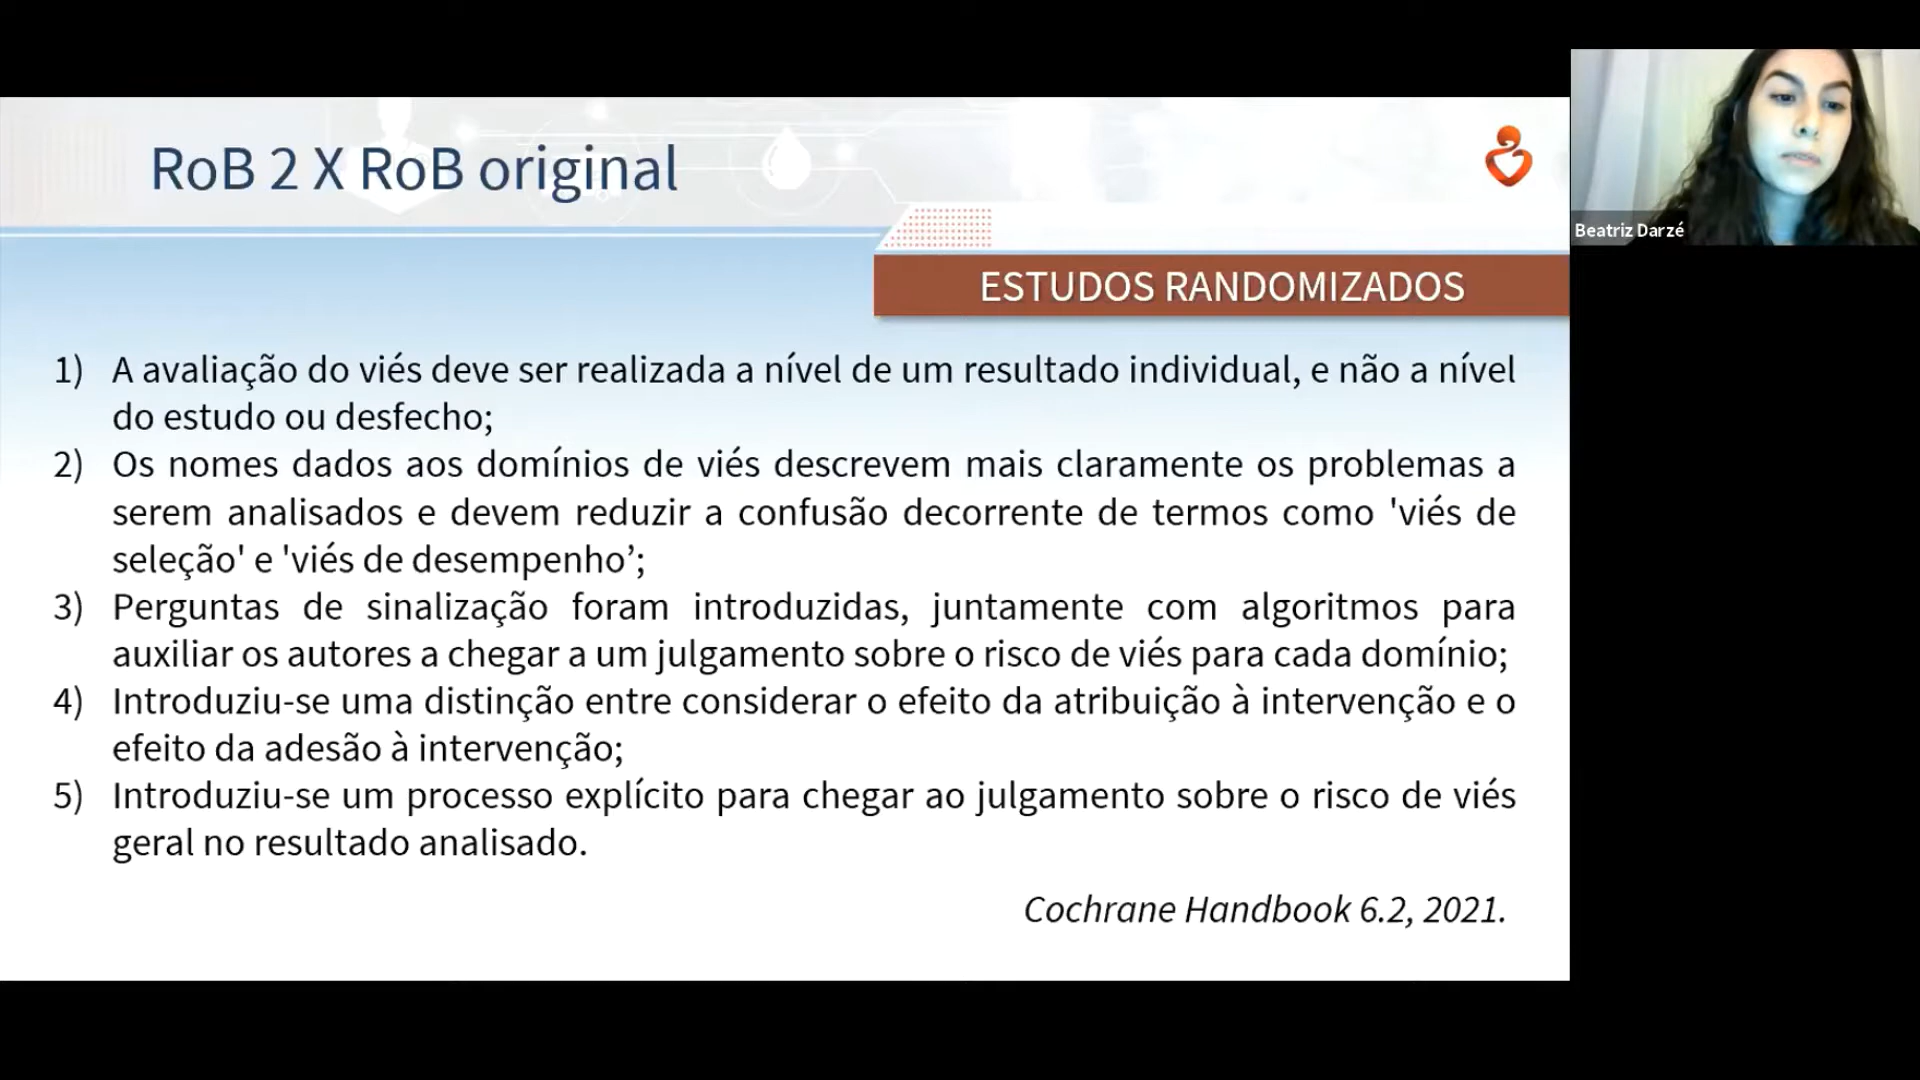 RoB 2 X RoB original
Beatriz Darzé
ESTUDOS RANDOMIZADOS
1) A avaliação do viés deve ser realizada a nível de um resultado individual, e não a nível
do estudo ou desfecho;
2) Os nomes dados aos domínios de viés descrevem mais claramente os problemas a
serem analisados e devem reduzir a confusão decorrente de termos como 'viés de
seleção' e 'viés de desempenho’;
3) Perguntas de sinalização foram introduzidas, juntamente com algoritmos para
auxiliar os autores a chegar a um julgamento sobre o risco de viés para cada domínio;
4) Introduziu-se uma distinção entre considerar o efeito da atribuição à intervenção e o
efeito da adesão à intervenção;
5) Introduziu-se um processo explícito para chegar ao julgamento sobre o risco de viés
geral no resultado analisado.
Cochrane Handbook 6.2, 2021.